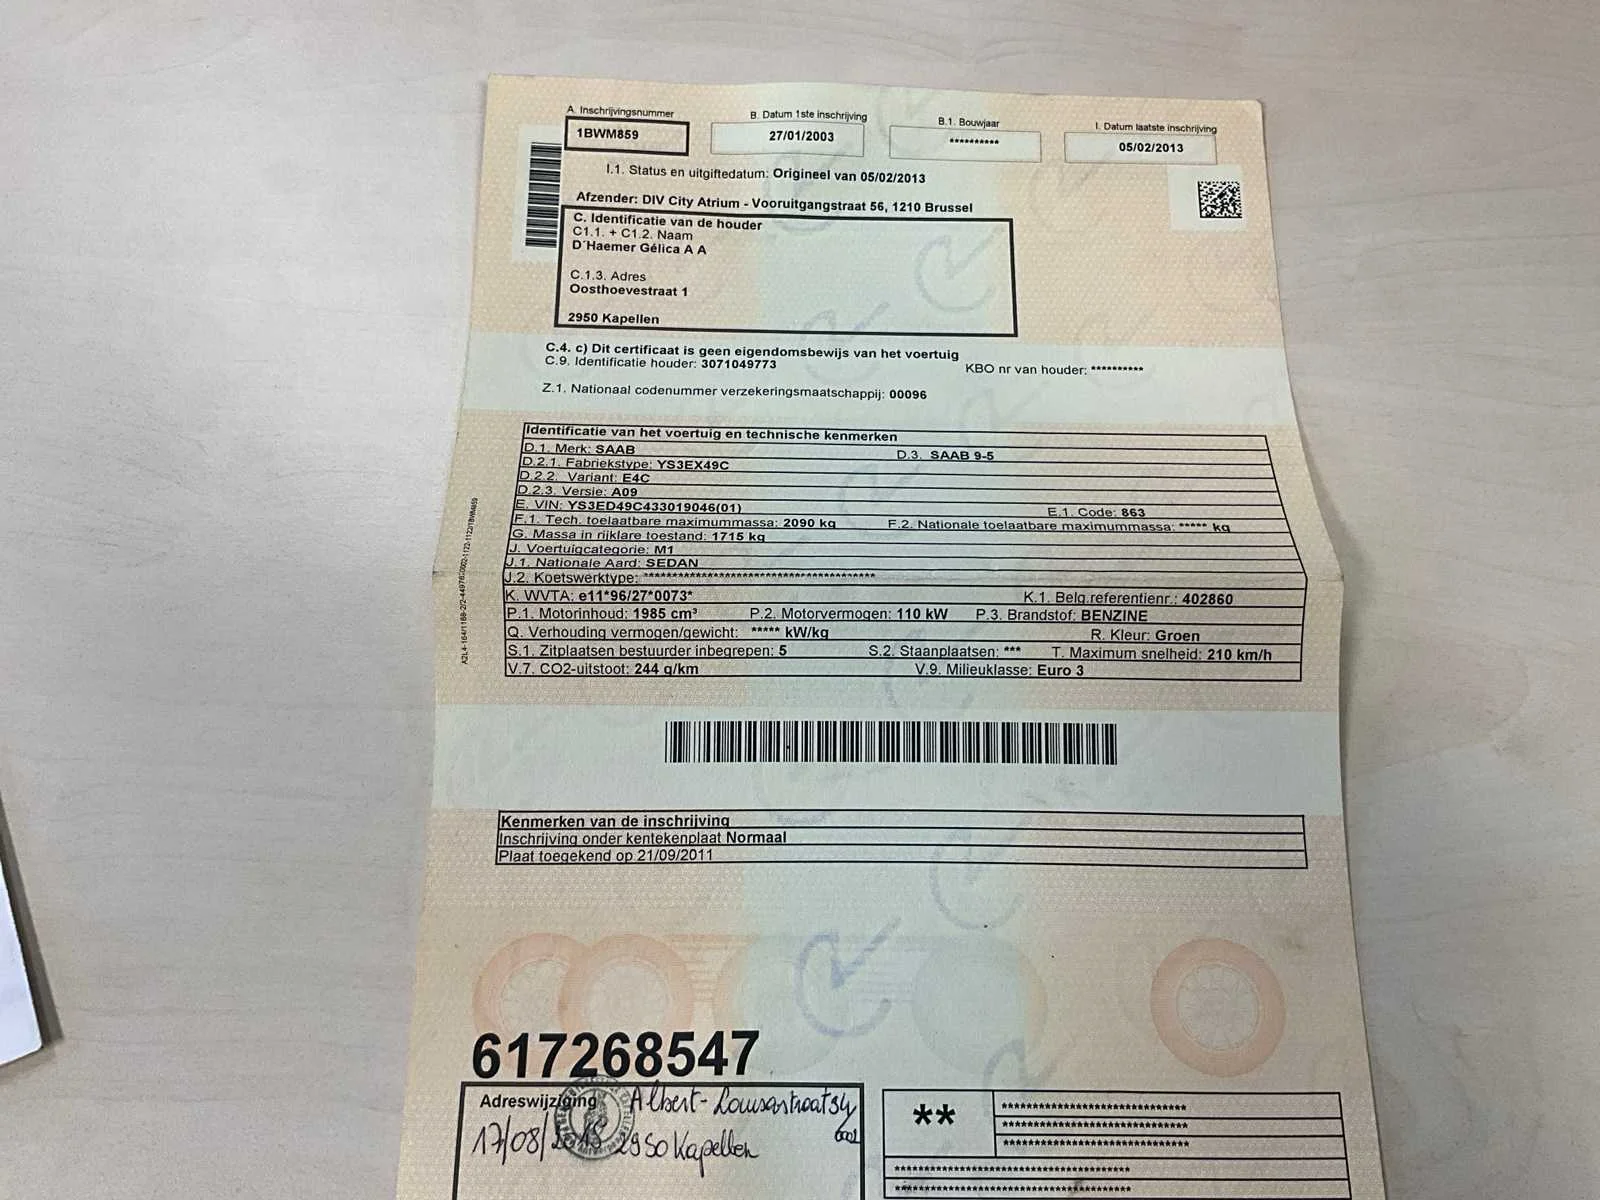 A. Inschrijvingsnummer
1BWM859
B. Datum 1ste inschrijving
27/01/2003
B.1. Bouwjaar
**********
I. Datum laatste inschrijving
05/02/2013
I.1. Status en uitgiftedatum: Origineel van 05/02/2013
Afzender: DIV City Atrium - Vooruitgangstraat 56, 1210 Brussel
C. Identificatie van de houder
C1.1. + C1.2. Naam
D´Haemer Gélica A A
C.1.3. Adres
Oosthoevestraat 1
2950 Kapellen
C.4. c) Dit certificaat is geen eigendomsbewijs van het voertuig
C.9. Identificatie houder: 3071049773 KBO nr van houder: **********
Z.1. Nationaal codenummer verzekeringsmaatschappij: 00096
Identificatie van het voertuig en technische kenmerken
D.1. Merk: SAAB D.3. SAAB 9-5
D.2.1. Fabriekstype: YS3EX49C
D.2.2. Variant: E4C
D.2.3. Versie: A09
E. VIN: YS3ED49C433019046(01) E.1. Code: 863
F.1. Tech. toelaatbare maximummassa: 2090 kg F.2. Nationale toelaatbare maximummassa: ***** kg
G. Massa in rijklare toestand: 1715 kg
J. Voertuigcategorie: M1
J.1. Nationale Aard: SEDAN
J.2. Koetswerktype: ************************************
K. WVTA: e11*96/27*0073* K.1. Belg.referentienr.: 402860
P.1. Motorinhoud: 1985 cm³ P.2. Motorvermogen: 110 kW P.3. Brandstof: BENZINE
Q. Verhouding vermogen/gewicht: ***** kW/kg R. Kleur: Groen
S.1. Zitplaatsen bestuurder inbegrepen: 5 S.2. Staanplaatsen: *** T. Maximum snelheid: 210 km/h
V.7. CO2-uitstoot: 244 g/km V.9. Milieuklasse: Euro 3
Kenmerken van de inschrijving
Inschrijving onder kentekenplaat Normaal
Plaat toegekend op 21/09/2011
617268547
Adreswijziging Albert-Louisastraat
17/08/ 2950 Kapellen
**
******************************
******************************
******************************
**************************************
**************************************